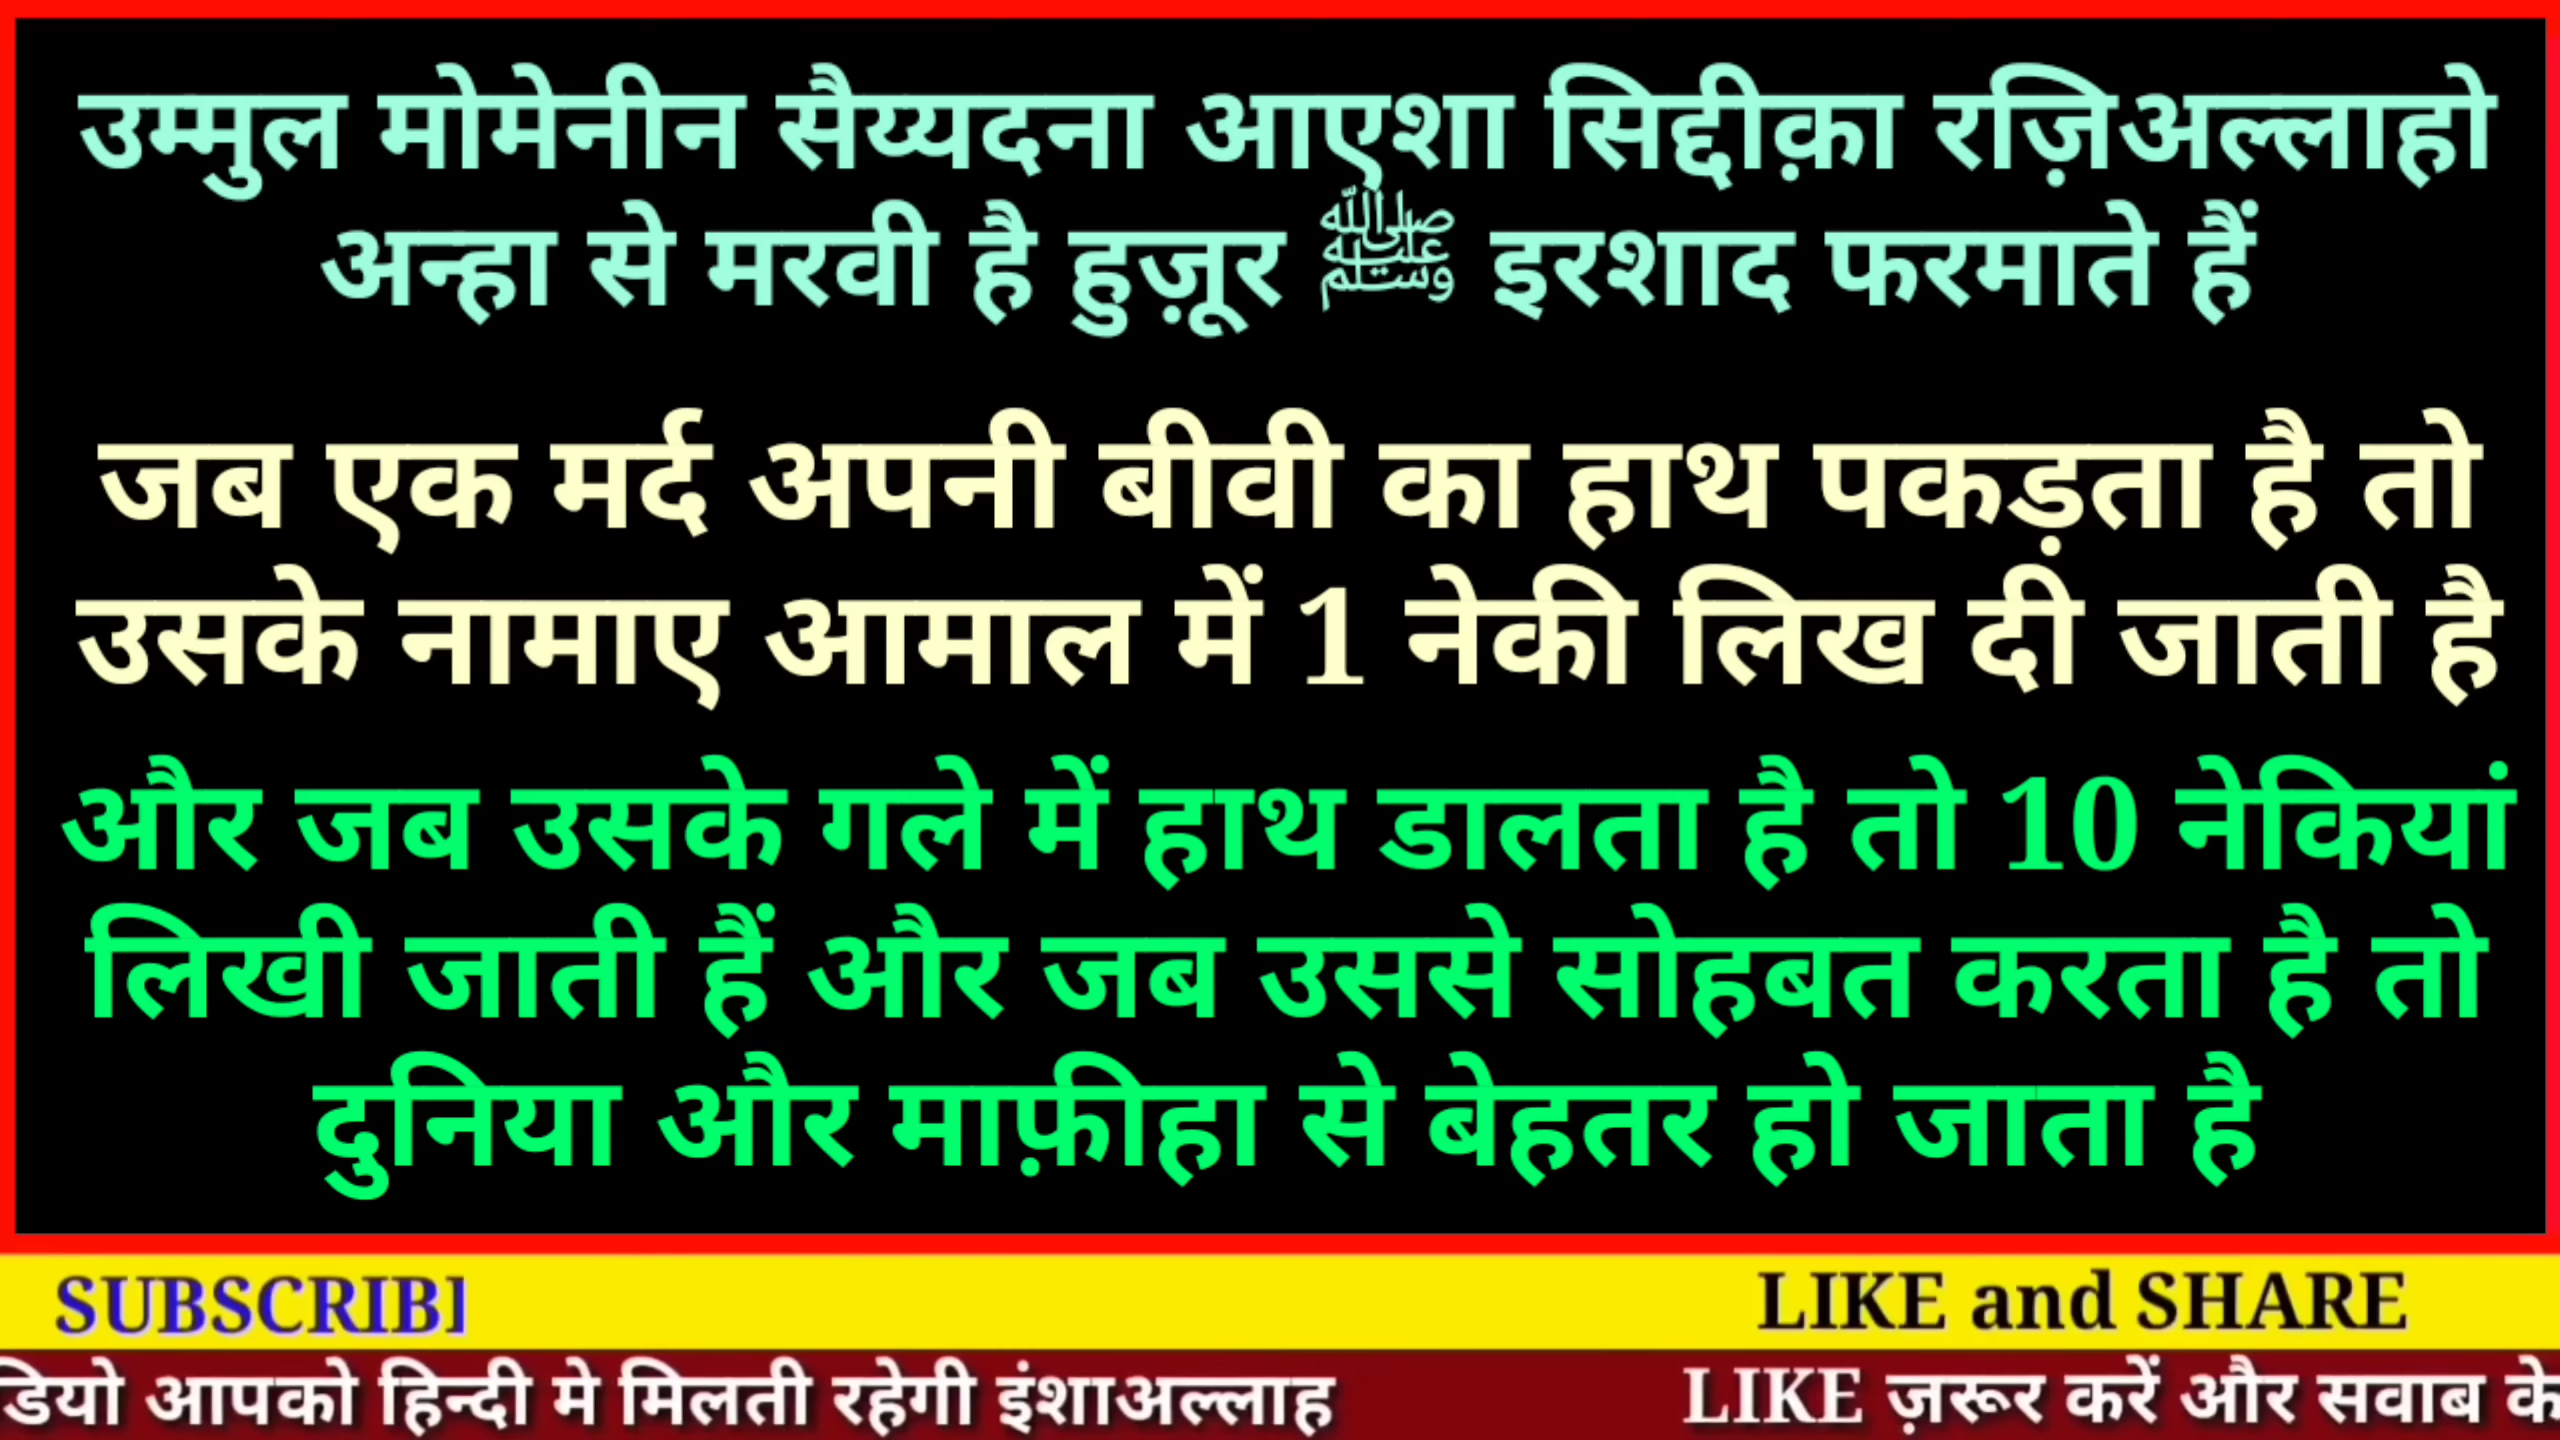 उम्मुल मोमेनीन सैय्यदना आएशा सिद्दीक़ा रज़िअल्लाहो
अन्हा से मरवी है हुज़ूर ﷺ इरशाद फरमाते हैं
जब एक मर्द अपनी बीवी का हाथ पकड़ता है तो
उसके नामाए आमाल में 1 नेकी लिख दी जाती है
और जब उसके गले में हाथ डालता है तो 10 नेकियां
लिखी जाती हैं और जब उससे सोहबत करता है तो
दुनिया और माफ़ीहा से बेहतर हो जाता है
SUBSCRIB LIKE and SHARE
डियो आपको हिन्दी मे मिलती रहेगी इंशाअल्लाह LIKE ज़रूर करें और सवाब के